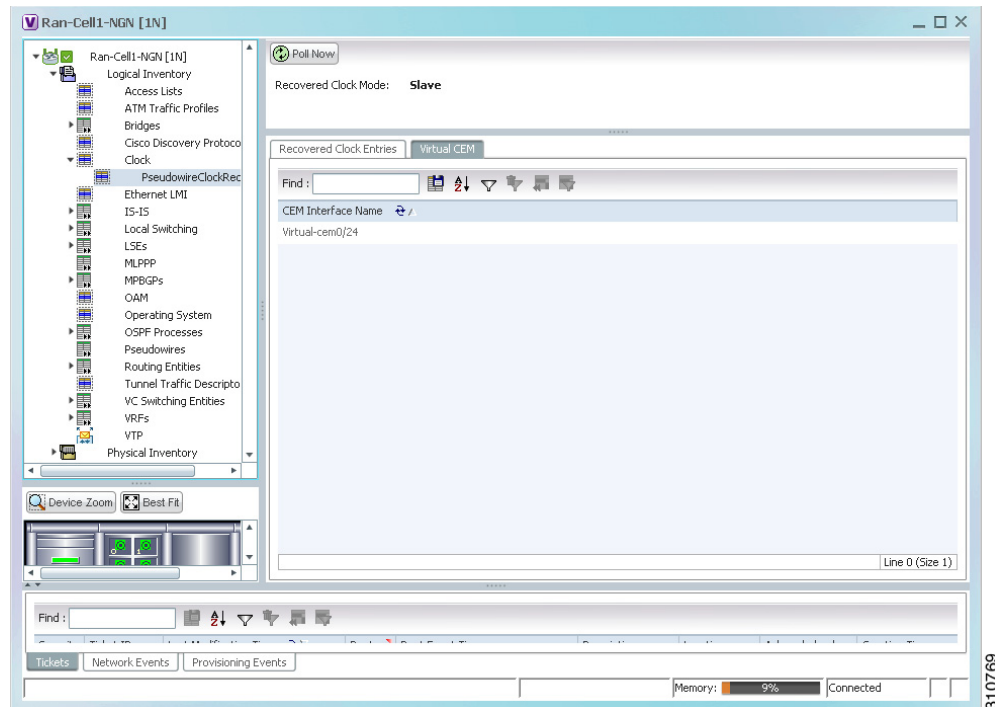 Ran-Cell1-NGN [1N]
Ran-Cell1-NGN [1N]
Logical Inventory
Access Lists
ATM Traffic Profiles
Bridges
Cisco Discovery Protoco
Clock
PseudowireClockRec
Ethernet LMI
IS-IS
Local Switching
LSEs
MLPPP
MPBGPs
OAM
Operating System
OSPF Processes
Pseudowires
Routing Entities
Tunnel Traffic Descripto
VC Switching Entities
VRFs
VTP
Physical Inventory
Device Zoom
Best Fit
Poll Now
Recovered Clock Mode: Slave
Recovered Clock Entries
Virtual CEM
Find :
CEM Interface Name
Virtual-cem0/24
Line 0 (Size 1)
Find :
Tickets
Network Events
Provisioning Events
Memory: 9%
Connected
310769